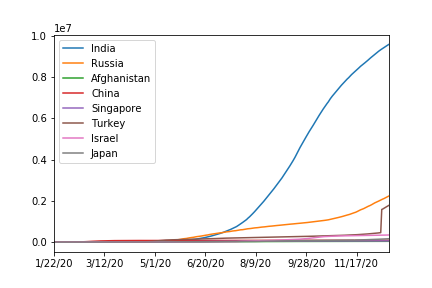 1e7
1.0
0.8
0.6
0.4
0.2
0.0
India
Russia
Afghanistan
China
Singapore
Turkey
Israel
Japan
1/22/20 3/12/20 5/1/20 6/20/20 8/9/20 9/28/20 11/17/20